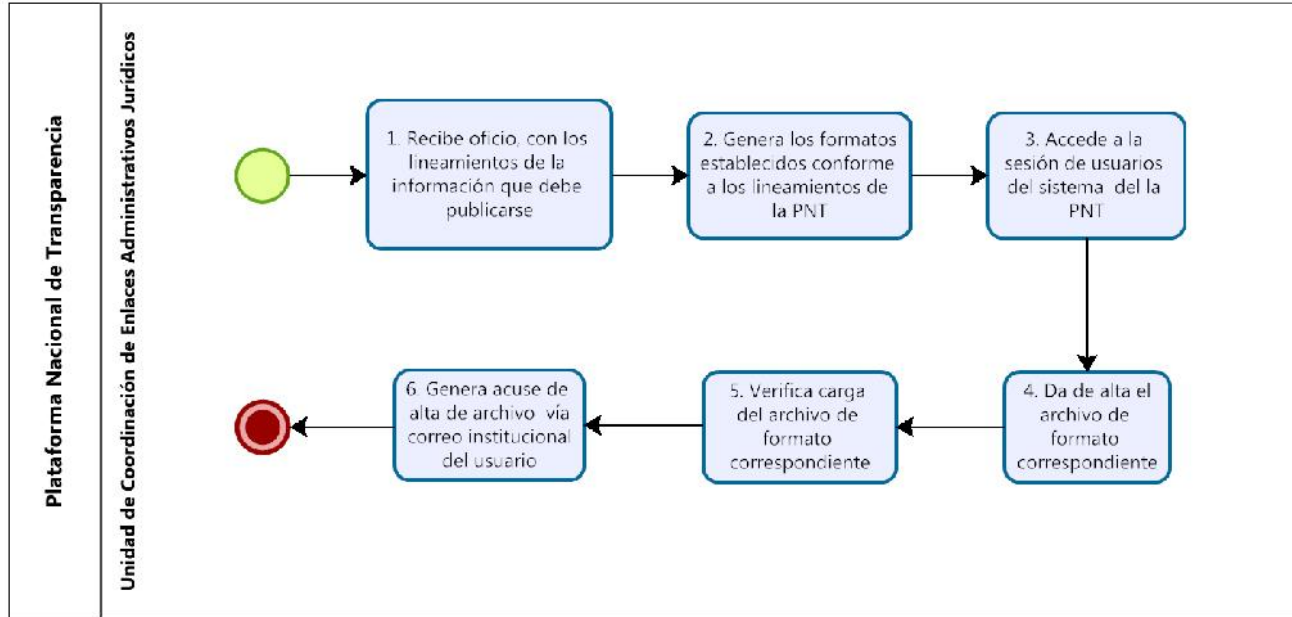 Plataforma Nacional de Transparencia
Unidad de Coordinación de Enlaces Administrativos Jurídicos
1. Recibe oficio, con los
lineamientos de la
información que debe
publicarse
2. Genera los formatos
establecidos conforme
a los lineamientos de
la PNT
3. Accede a la
sesión de usuarios
del sistema del la
PNT
4. Da de alta el
archivo de
formato
correspondiente
5. Verifica carga
del archivo de
formato
correspondiente
6. Genera acuse de
alta de archivo vía
correo institucional
del usuario